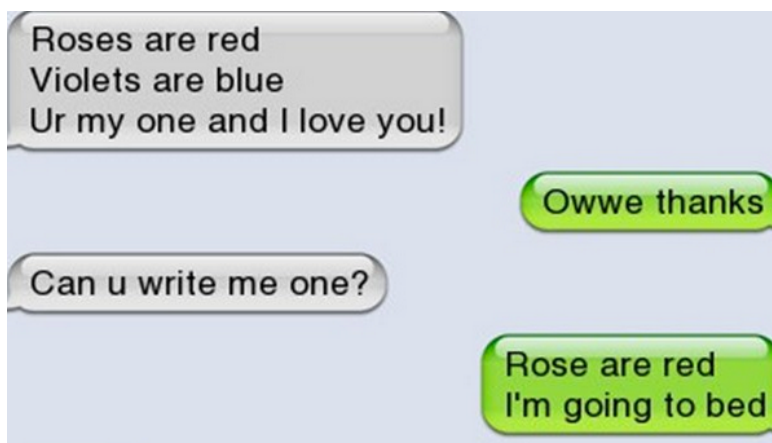 Roses are red
Violets are blue
Ur my one and I love you!
Owwe thanks
Can u write me one?
Rose are red
I'm going to bed